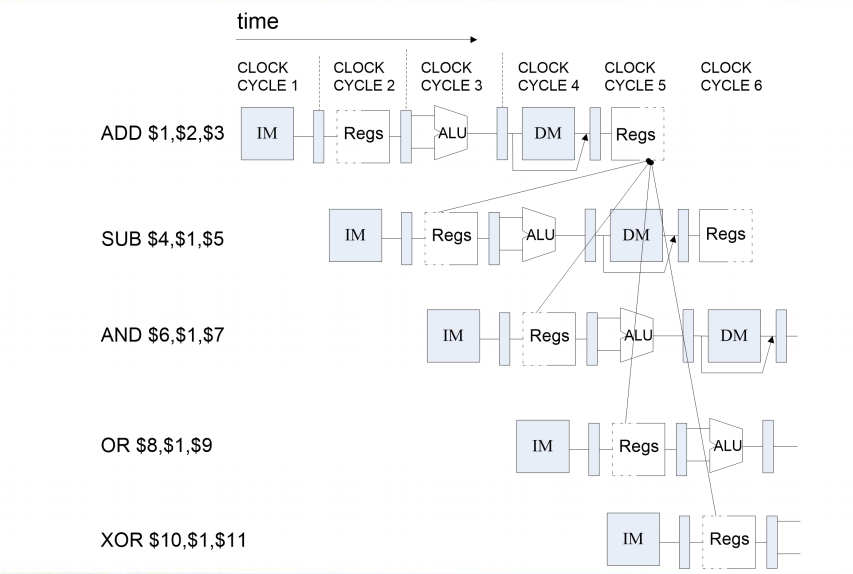 time
CLOCK CYCLE 1 CLOCK CYCLE 2 CLOCK CYCLE 3 CLOCK CYCLE 4 CLOCK CYCLE 5 CLOCK CYCLE 6
ADD $1,$2,$3 IM Regs ALU DM Regs
SUB $4,$1,$5 IM Regs ALU DM Regs
AND $6,$1,$7 IM Regs ALU DM
OR $8,$1,$9 IM Regs ALU
XOR $10,$1,$11 IM Regs